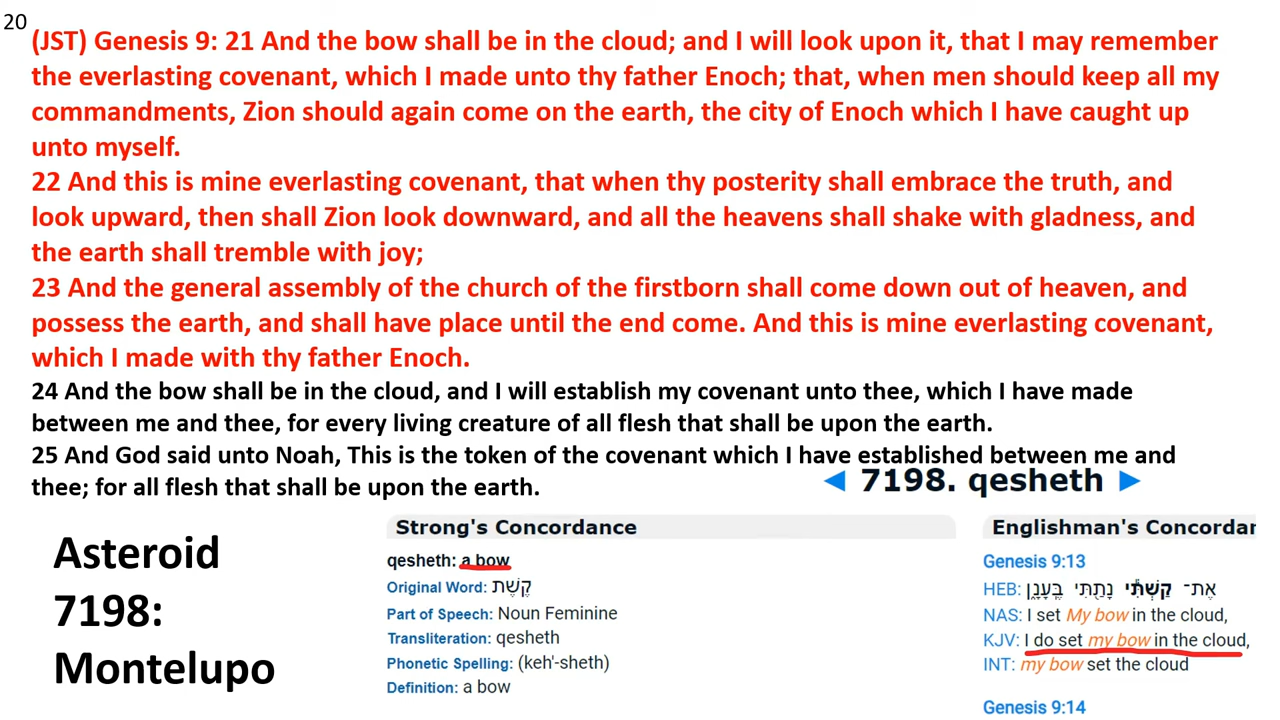 20
(JST) Genesis 9: 21 And the bow shall be in the cloud; and I will look upon it, that I may remember
the everlasting covenant, which I made unto thy father Enoch; that, when men should keep all my
commandments, Zion should again come on the earth, the city of Enoch which I have caught up
unto myself.
22 And this is mine everlasting covenant, that when thy posterity shall embrace the truth, and
look upward, then shall Zion look downward, and all the heavens shall shake with gladness, and
the earth shall tremble with joy;
23 And the general assembly of the church of the firstborn shall come down out of heaven, and
possess the earth, and shall have place until the end come. And this is mine everlasting covenant,
which I made with thy father Enoch.
24 And the bow shall be in the cloud, and I will establish my covenant unto thee, which I have made
between me and thee, for every living creature of all flesh that shall be upon the earth.
25 And God said unto Noah, This is the token of the covenant which I have established between me and
thee; for all flesh that shall be upon the earth.
◀ 7198. qesheth ▶
Asteroid
7198:
Montelupo
Strong's Concordance
qesheth: a bow
Original Word: קֶשֶׁת
Part of Speech: Noun Feminine
Transliteration: qesheth
Phonetic Spelling: (keh'-sheth)
Definition: a bow
Englishman's Concordar
Genesis 9:13
HEB: אֶת־ קַשְׁתִּ֕י נָתַ֖תִּי בֶּֽעָנָ֑ן
NAS: I set My bow in the cloud,
KJV: I do set my bow in the cloud,
INT: my bow set the cloud
Genesis 9:14